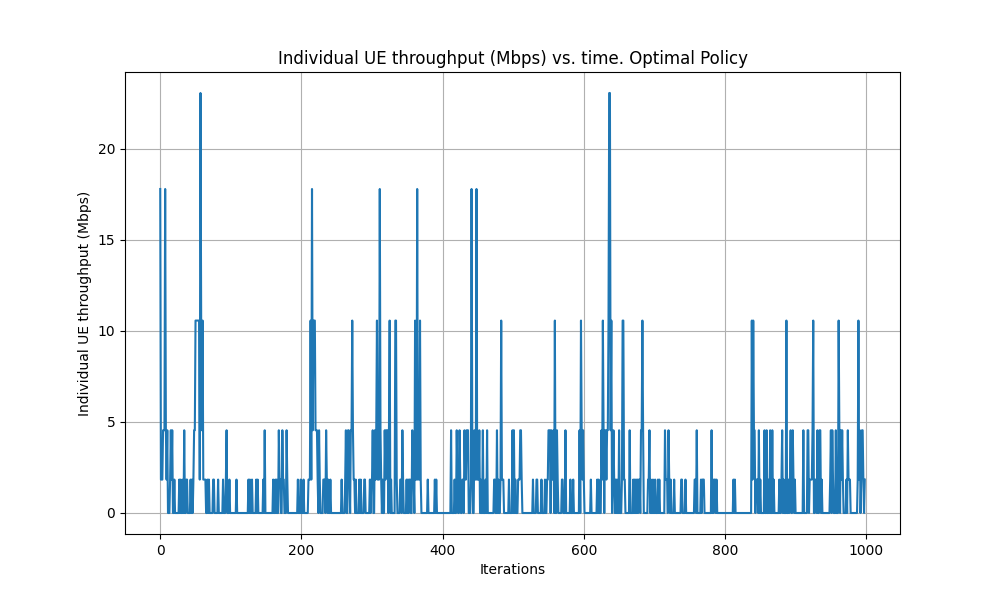 Individual UE throughput (Mbps) vs. time. Optimal Policy
Individual UE throughput (Mbps)
20
15
10
5
0
0 200 400 600 800 1000
Iterations